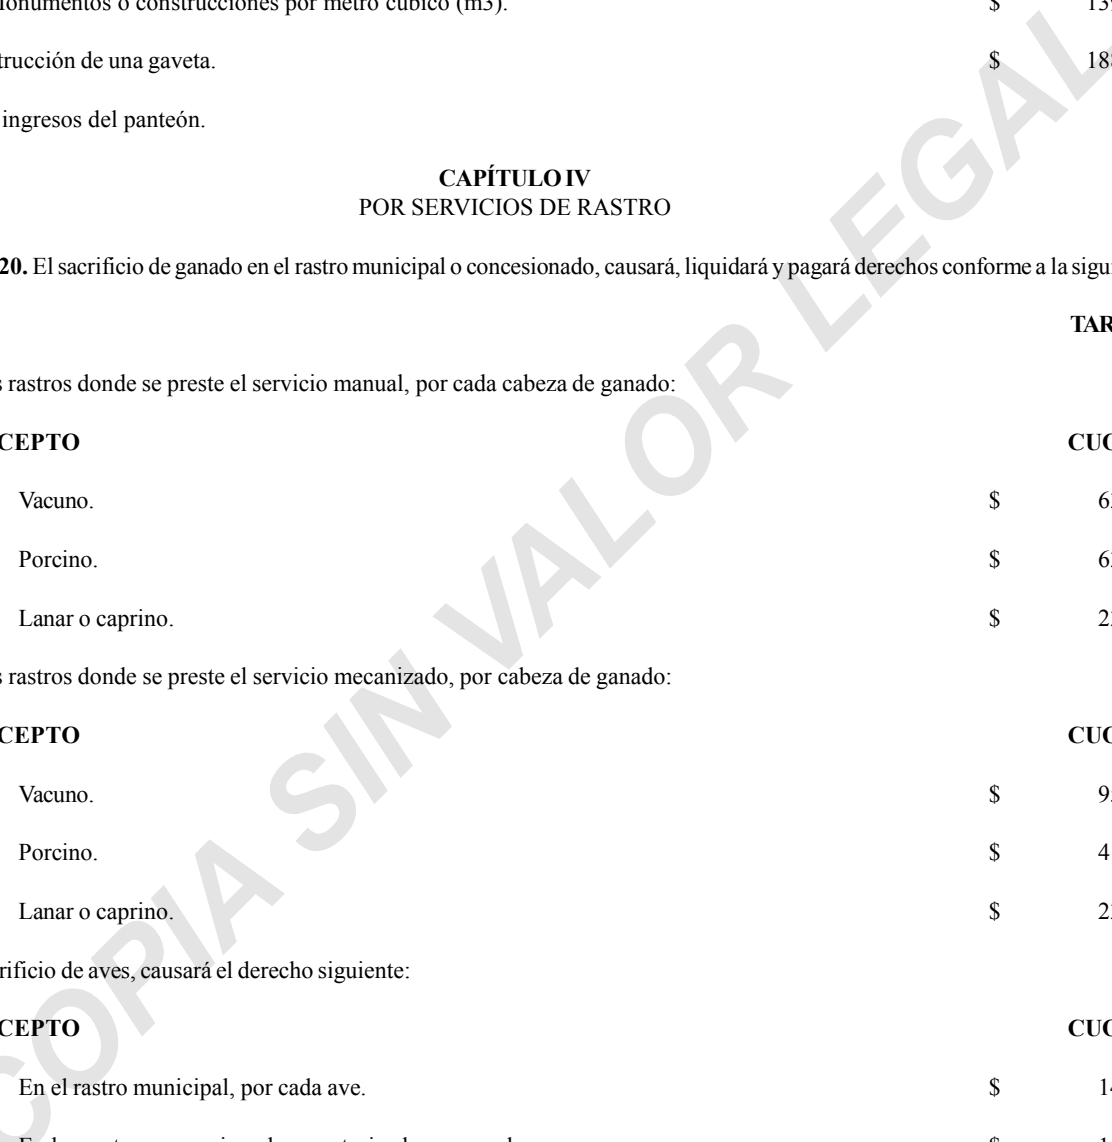 Monumentos o construcciones por metro cúbico (m3). $
trucción de una gaveta. $ 18
ingresos del panteón.
CAPÍTULO IV
POR SERVICIOS DE RASTRO
20. El sacrificio de ganado en el rastro municipal o concesionado, causará, liquidará y pagará derechos conforme a la sigu
TAR
s rastros donde se preste el servicio manual, por cada cabeza de ganado:
CEPTO CUO
Vacuno. $ 6
Porcino. $ 6
Lanar o caprino. $ 2
s rastros donde se preste el servicio mecanizado, por cabeza de ganado:
CEPTO CUO
Vacuno. $ 9
Porcino. $ 4
Lanar o caprino. $ 2
rificio de aves, causará el derecho siguiente:
CEPTO CUO
En el rastro municipal, por cada ave. $ 1
COPIA SIN VALOR LEGAL